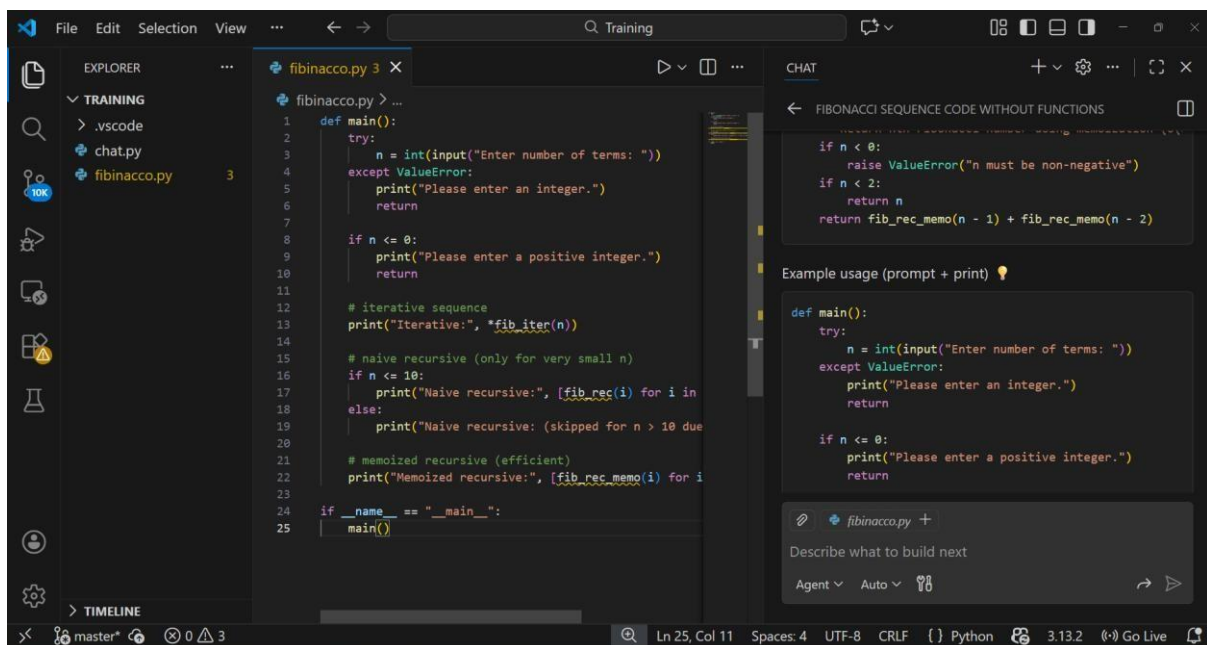 File Edit Selection View ... Training
EXPLORER ...
TRAINING
.vscode
chat.py
fibinacco.py 3
10K
TIMELINE
fibinacco.py 3
fibinacco.py > ...
1 def main():
2 try:
3 n = int(input("Enter number of terms: "))
4 except ValueError:
5 print("Please enter an integer.")
6 return
7
8 if n <= 0:
9 print("Please enter a positive integer.")
10 return
11
12 # iterative sequence
13 print("Iterative:", *fib_iter(n))
14
15 # naive recursive (only for very small n)
16 if n <= 10:
17 print("Naive recursive:", [fib_rec(i) for i in
18 else:
19 print("Naive recursive: (skipped for n > 10 due
20
21 # memoized recursive (efficient)
22 print("Memoized recursive:", [fib_rec_memo(i) for i
23
24 if __name__ == "__main__":
25 main()
CHAT
FIBONACCI SEQUENCE CODE WITHOUT FUNCTIONS
if n < 0:
raise ValueError("n must be non-negative")
if n < 2:
return n
return fib_rec_memo(n - 1) + fib_rec_memo(n - 2)
Example usage (prompt + print) 💡
def main():
try:
n = int(input("Enter number of terms: "))
except ValueError:
print("Please enter an integer.")
return
if n <= 0:
print("Please enter a positive integer.")
return
fibinacco.py +
Describe what to build next
Agent Auto
master* 0 3 Ln 25, Col 11 Spaces: 4 UTF-8 CRLF {} Python 3.13.2 Go Live